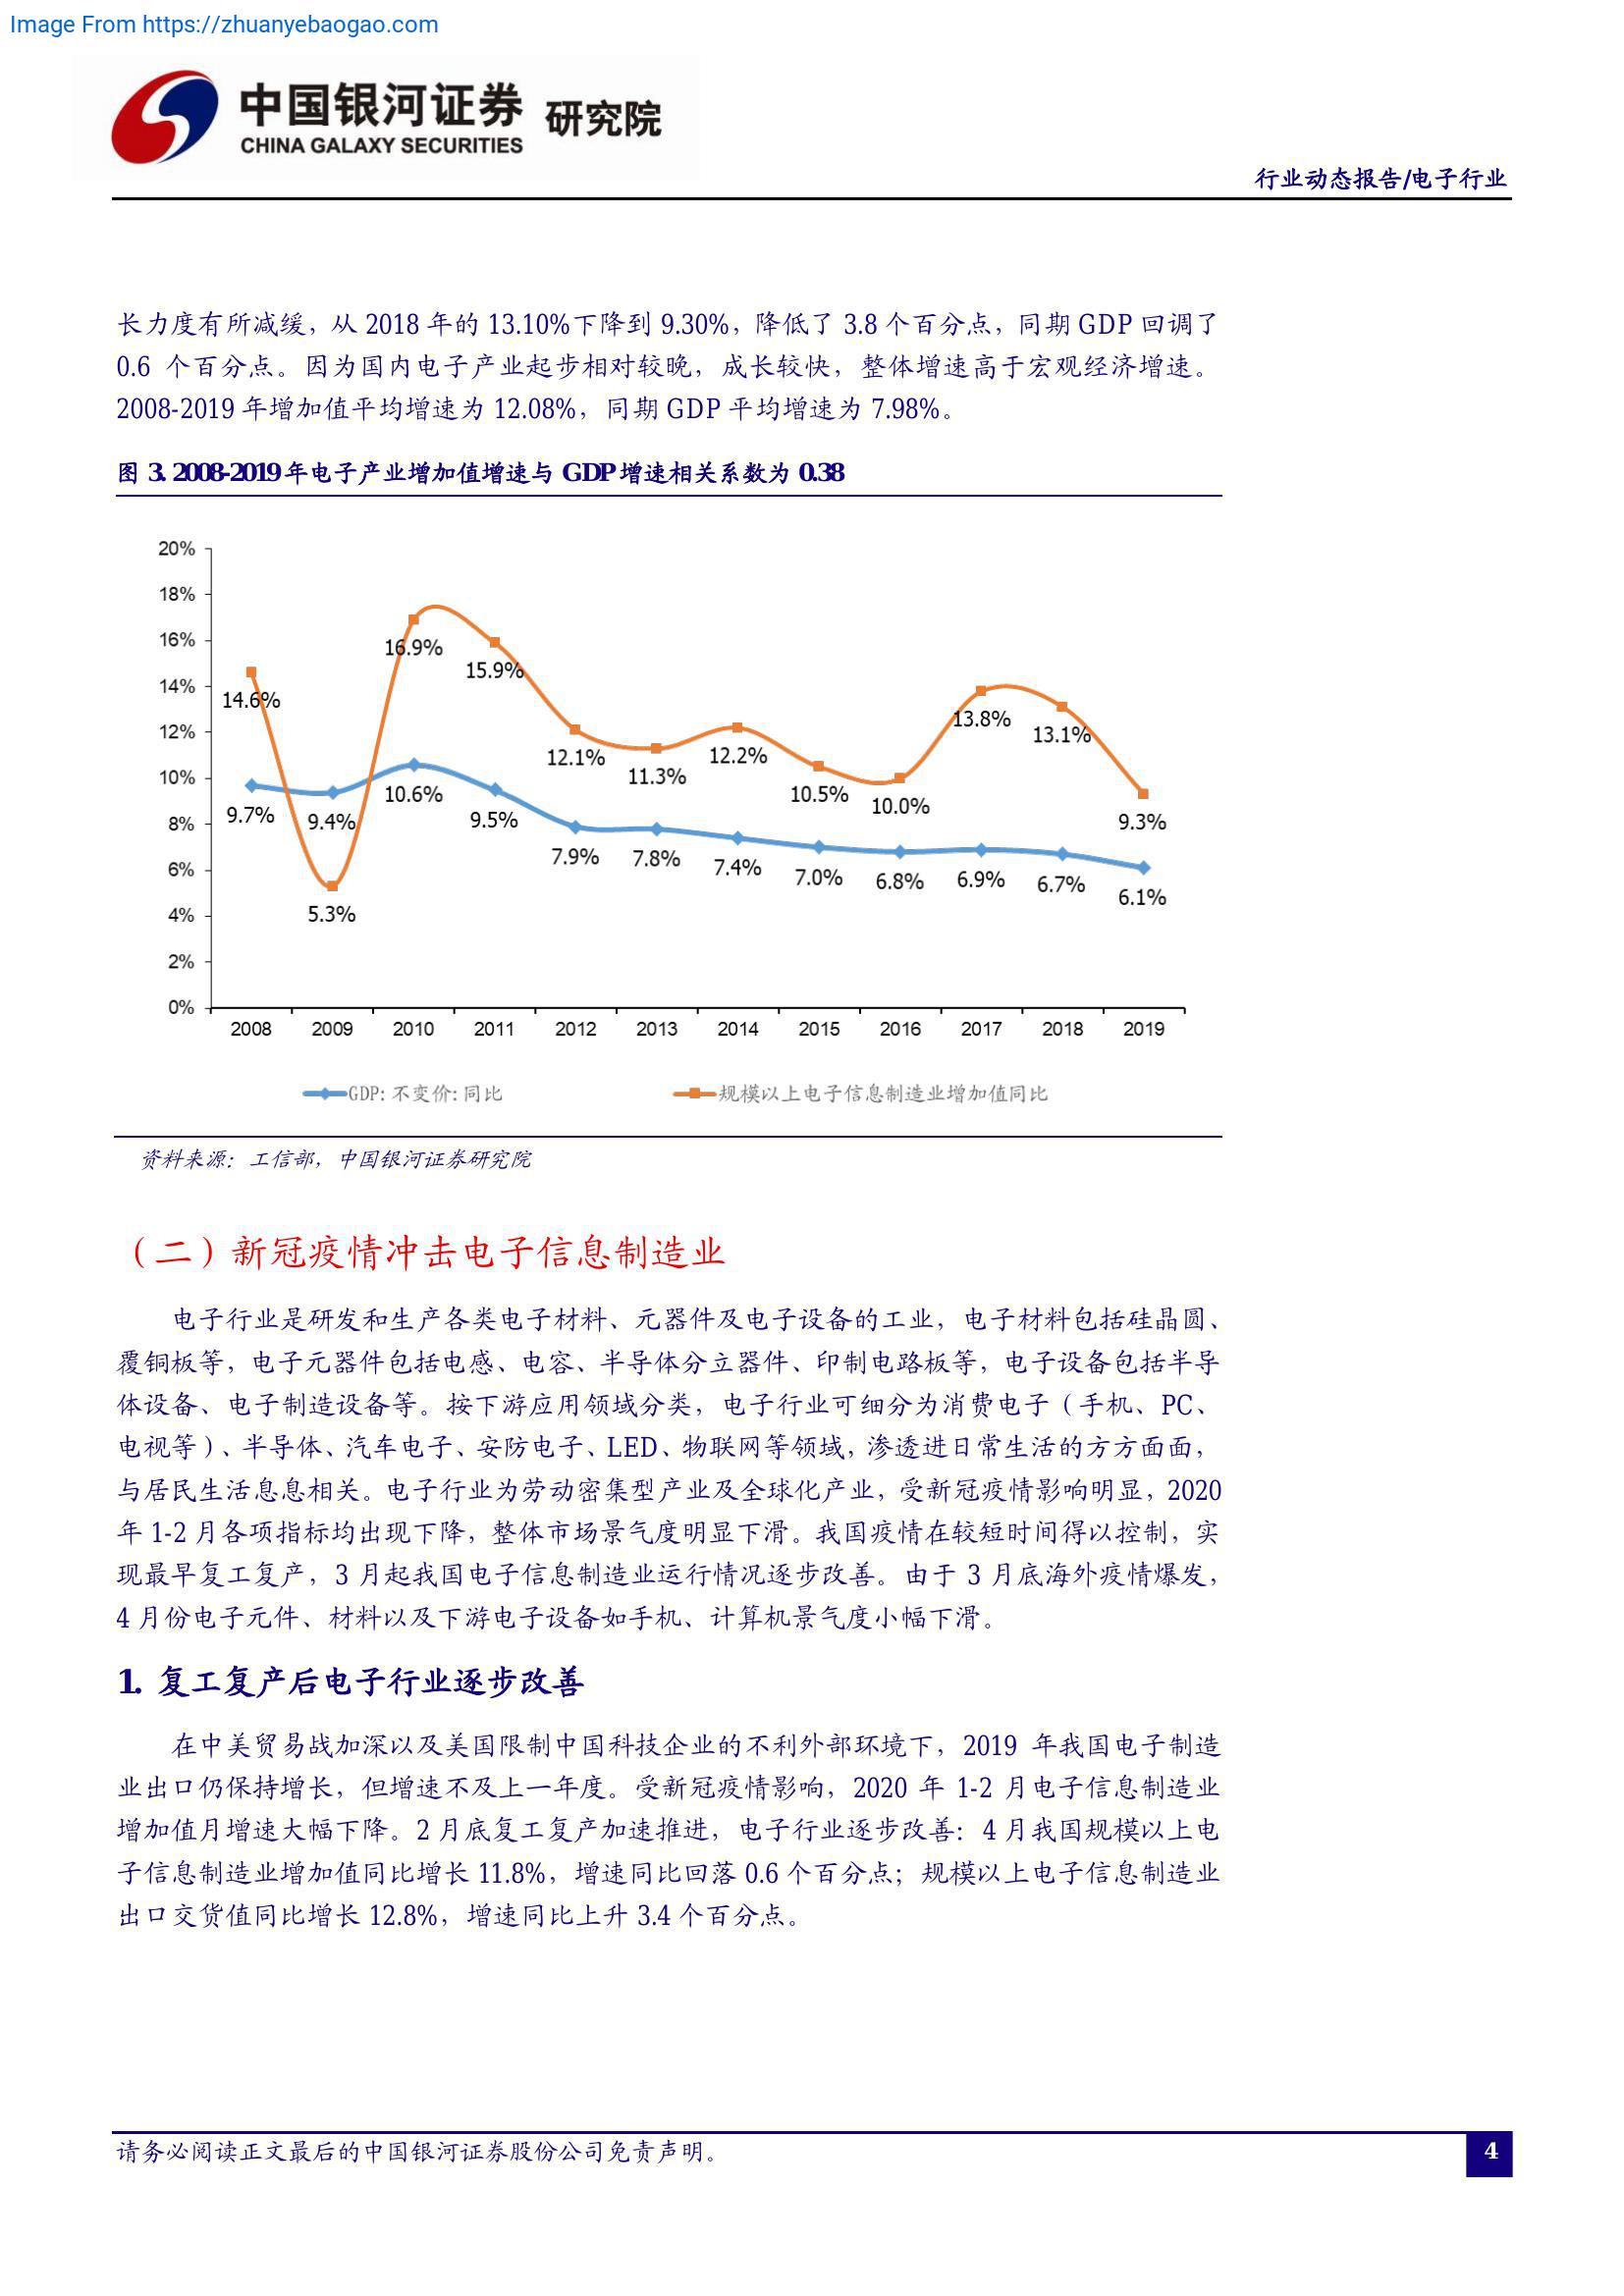 Image From https://zhuanyebaogao.com
中国银河证券 研究院
CHINA GALAXY SECURITIES
行业动态报告/电子行业
长力度有所减缓，从 2018 年的 13.10%下降到 9.30%，降低了 3.8 个百分点，同期 GDP 回调了
0.6 个百分点。因为国内电子产业起步相对较晚，成长较快，整体增速高于宏观经济增速。
2008-2019 年增加值平均增速为 12.08%，同期 GDP 平均增速为 7.98%。
图 3. 2008-2019 年电子产业增加值增速与 GDP 增速相关系数为 0.38
20%
18%
16%
14%
12%
10%
8%
6%
4%
2%
0%
14.6%
5.3%
16.9%
15.9%
12.1%
11.3%
12.2%
10.5%
10.0%
13.8%
13.1%
9.3%
9.7%
9.4%
10.6%
9.5%
7.9%
7.8%
7.4%
7.0%
6.8%
6.9%
6.7%
6.1%
2008 2009 2010 2011 2012 2013 2014 2015 2016 2017 2018 2019
GDP: 不变价: 同比 规模以上电子信息制造业增加值同比
资料来源：工信部，中国银河证券研究院
（二）新冠疫情冲击电子信息制造业
电子行业是研发和生产各类电子材料、元器件及电子设备的工业，电子材料包括硅晶圆、
覆铜板等，电子元器件包括电感、电容、半导体分立器件、印制电路板等，电子设备包括半导
体设备、电子制造设备等。按下游应用领域分类，电子行业可细分为消费电子（手机、PC、
电视等）、半导体、汽车电子、安防电子、LED、物联网等领域，渗透进日常生活的方方面面，
与居民生活息息相关。电子行业为劳动密集型产业及全球化产业，受新冠疫情影响明显，2020
年 1-2 月各项指标均出现下降，整体市场景气度明显下滑。我国疫情在较短时间得以控制，实
现最早复工复产，3 月起我国电子信息制造业运行情况逐步改善。由于 3 月底海外疫情爆发，
4 月份电子元件、材料以及下游电子设备如手机、计算机景气度小幅下滑。
1. 复工复产后电子行业逐步改善
在中美贸易战加深以及美国限制中国科技企业的不利外部环境下，2019 年我国电子制造
业出口仍保持增长，但增速不及上一年度。受新冠疫情影响，2020 年 1-2 月电子信息制造业
增加值月增速大幅下降。2 月底复工复产加速推进，电子行业逐步改善：4 月我国规模以上电
子信息制造业增加值同比增长 11.8%，增速同比回落 0.6 个百分点；规模以上电子信息制造业
出口交货值同比增长 12.8%，增速同比上升 3.4 个百分点。
请务必阅读正文最后的中国银河证券股份公司免责声明。
4